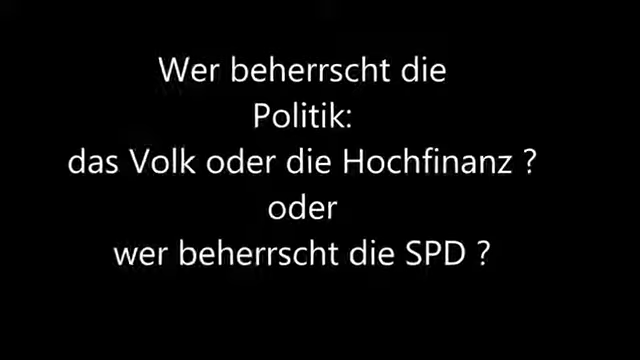 Wer beherrscht die
Politik:
das Volk oder die Hochfinanz ?
oder
wer beherrscht die SPD ?